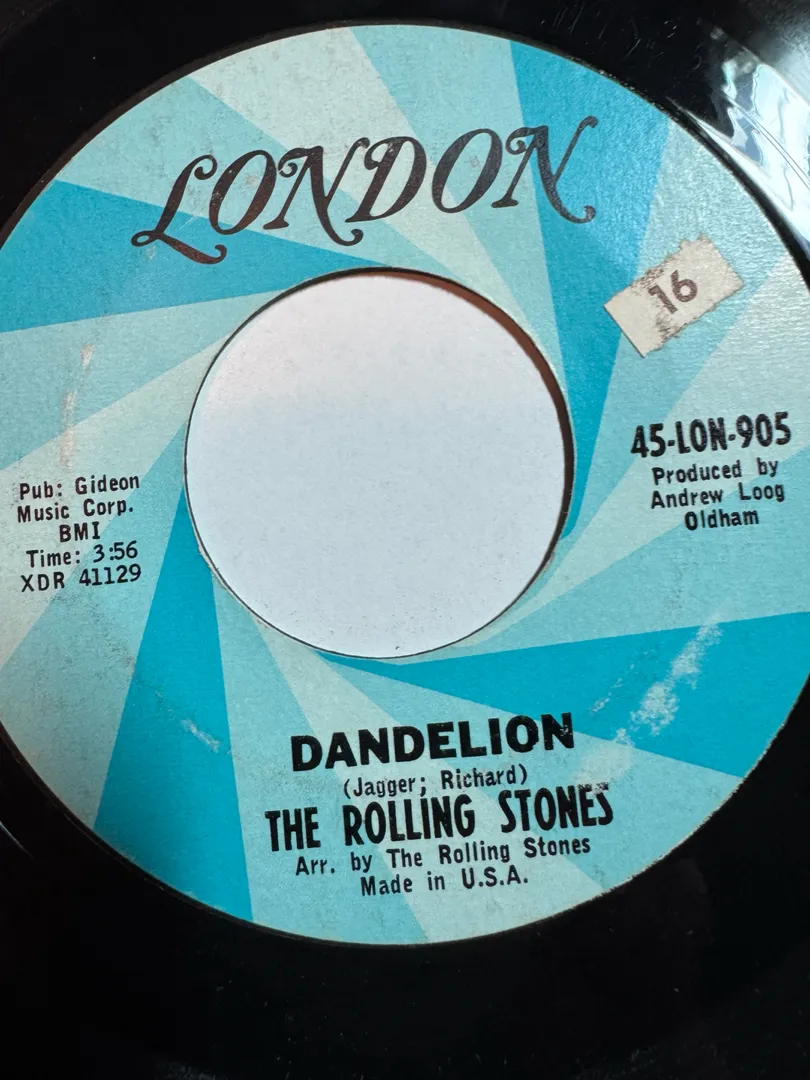 LONDON
16
45-LON-905
Produced by
Andrew Loog
Oldham
Pub: Gideon
Music Corp.
BMI
Time: 3:56
XDR 41129
DANDELION
(Jagger; Richard)
THE ROLLING STONES
Arr. by The Rolling Stones
Made in U.S.A.